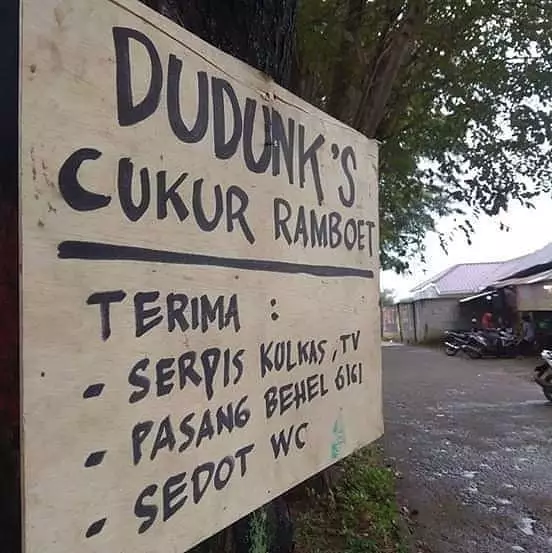 DUDUNK'S
CUKUR RAMBOET
TERIMA :
- SERPIS KULKAS, TV
- PASANG BEHEL GIGI
- SEDOT WC